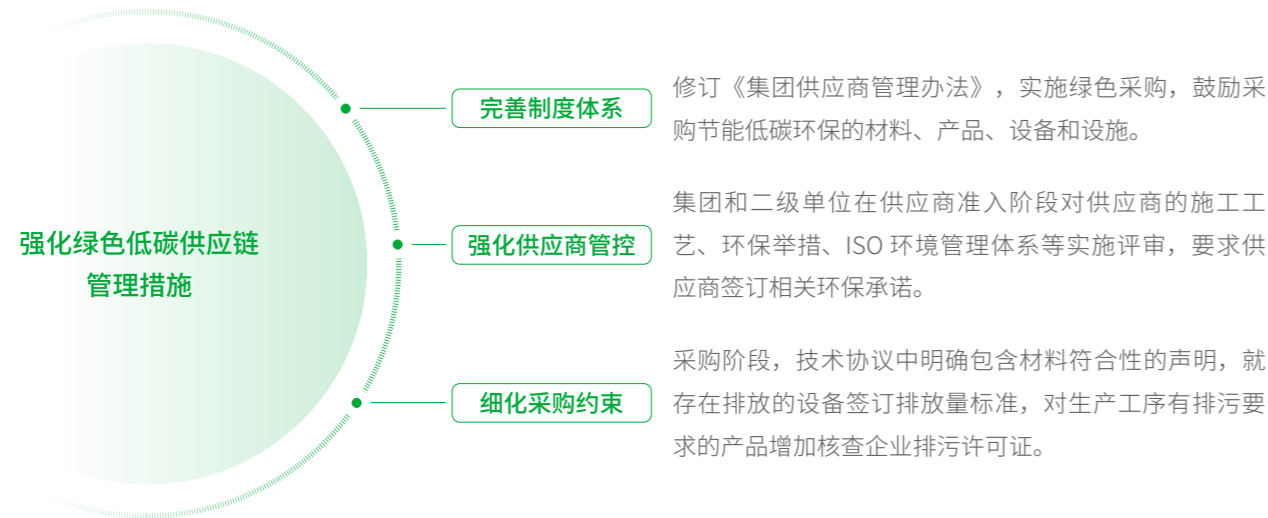 强化绿色低碳供应链
管理措施
完善制度体系
修订《集团供应商管理办法》，实施绿色采购，鼓励采
购节能低碳环保的材料、产品、设备和设施。
强化供应商管控
集团和二级单位在供应商准入阶段对供应商的施工工
艺、环保举措、ISO 环境管理体系等实施评审，要求供
应商签订相关环保承诺。
细化采购约束
采购阶段，技术协议中明确包含材料符合性的声明，就
存在排放的设备签订排放量标准，对生产工序有排污要
求的产品增加核查企业排污许可证。